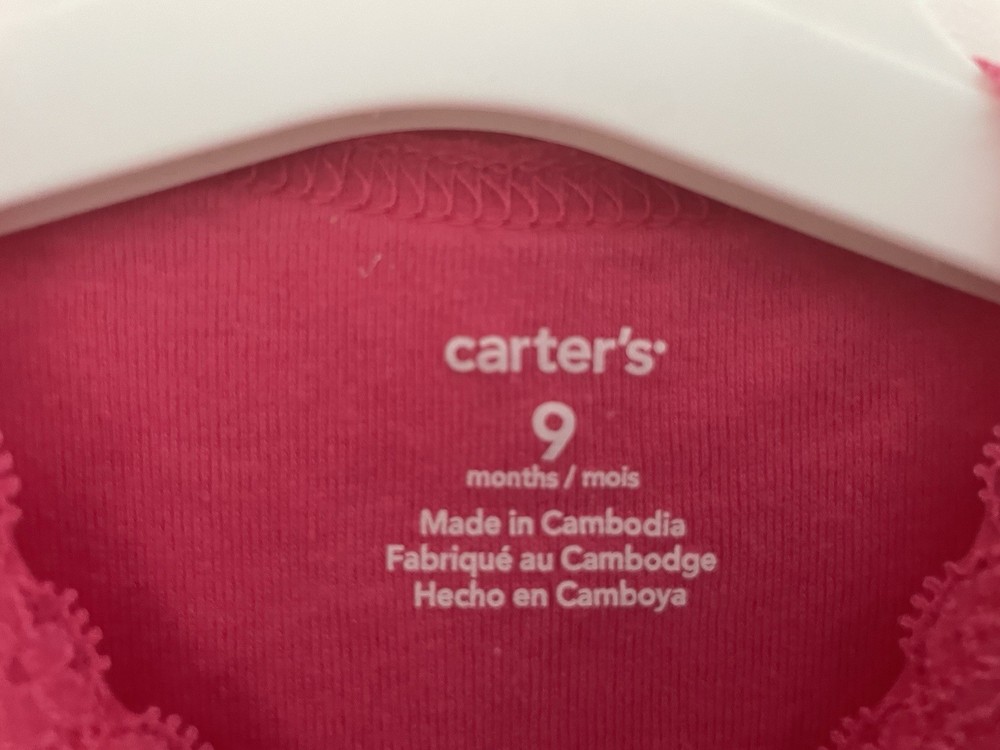 carter's
9
months / mois
Made in Cambodia
Fabriqué au Cambodge
Hecho en Camboya